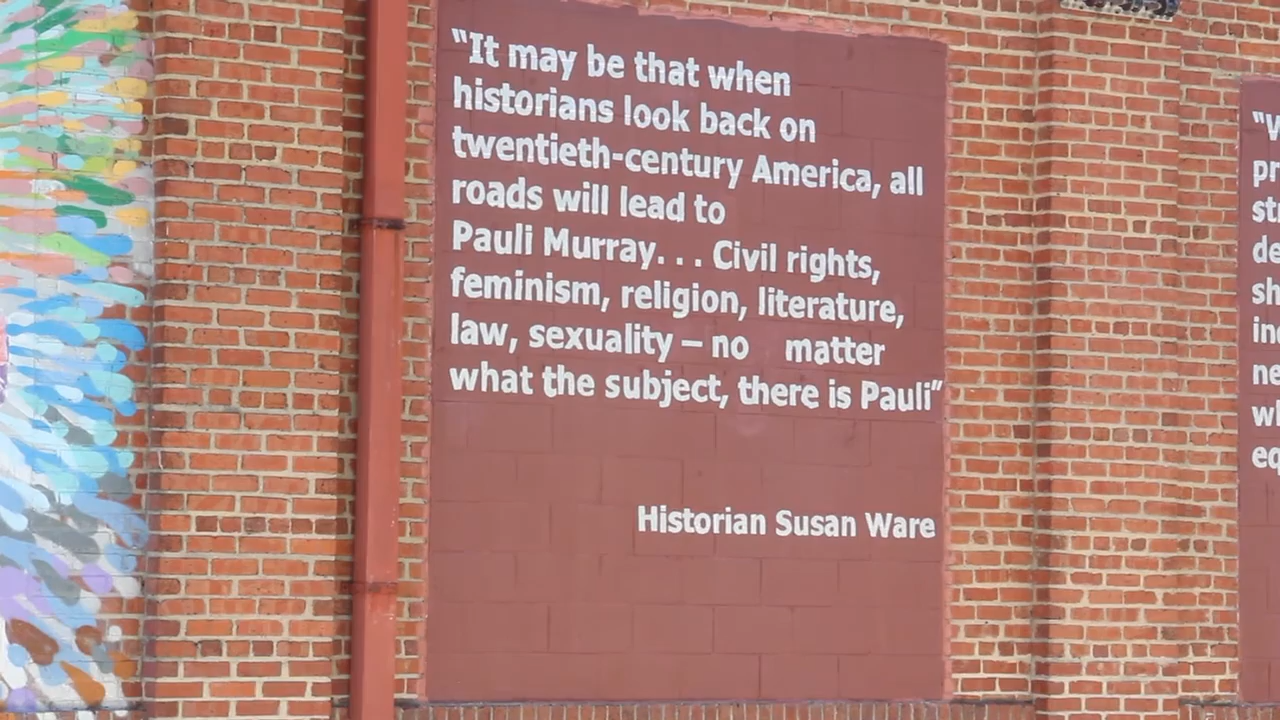 “It may be that when
historians look back on
twentieth-century America, all
roads will lead to
Pauli Murray. . . Civil rights,
feminism, religion, literature,
law, sexuality – no matter
what the subject, there is Pauli”
Historian Susan Ware